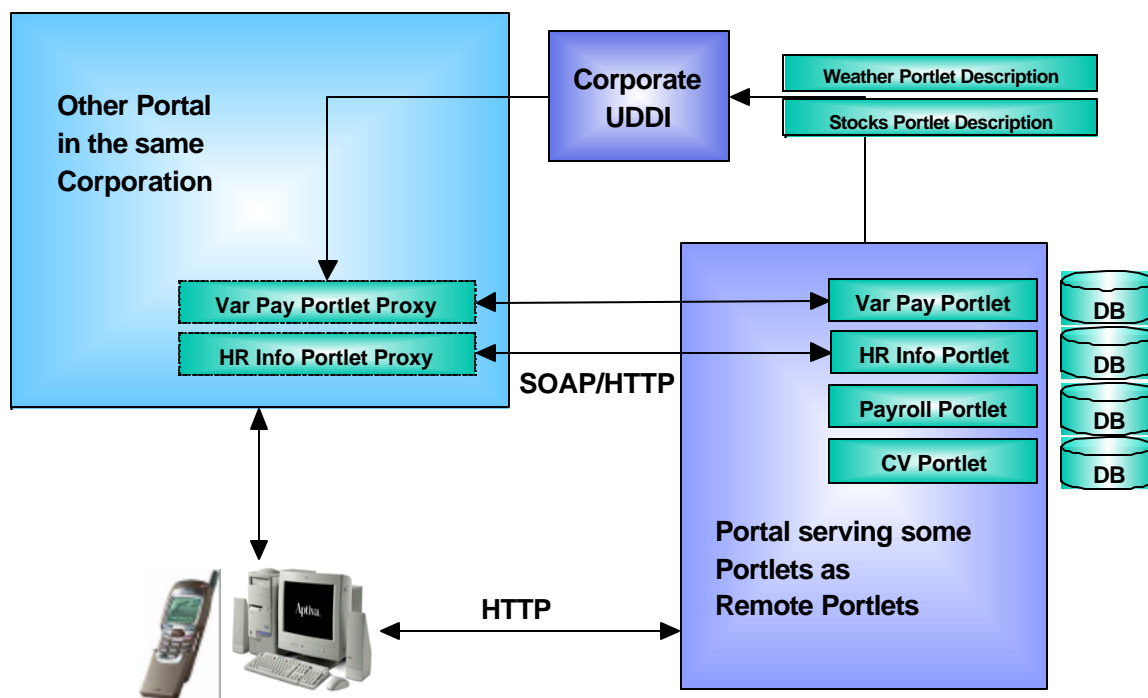 Other Portal
in the same
Corporation
Corporate
UDDI
Weather Portlet Description
Stocks Portlet Description
Var Pay Portlet Proxy
HR Info Portlet Proxy
SOAP/HTTP
Var Pay Portlet
DB
HR Info Portlet
DB
Payroll Portlet
DB
CV Portlet
DB
Portal serving some
Portlets as
Remote Portlets
Aptiva
HTTP